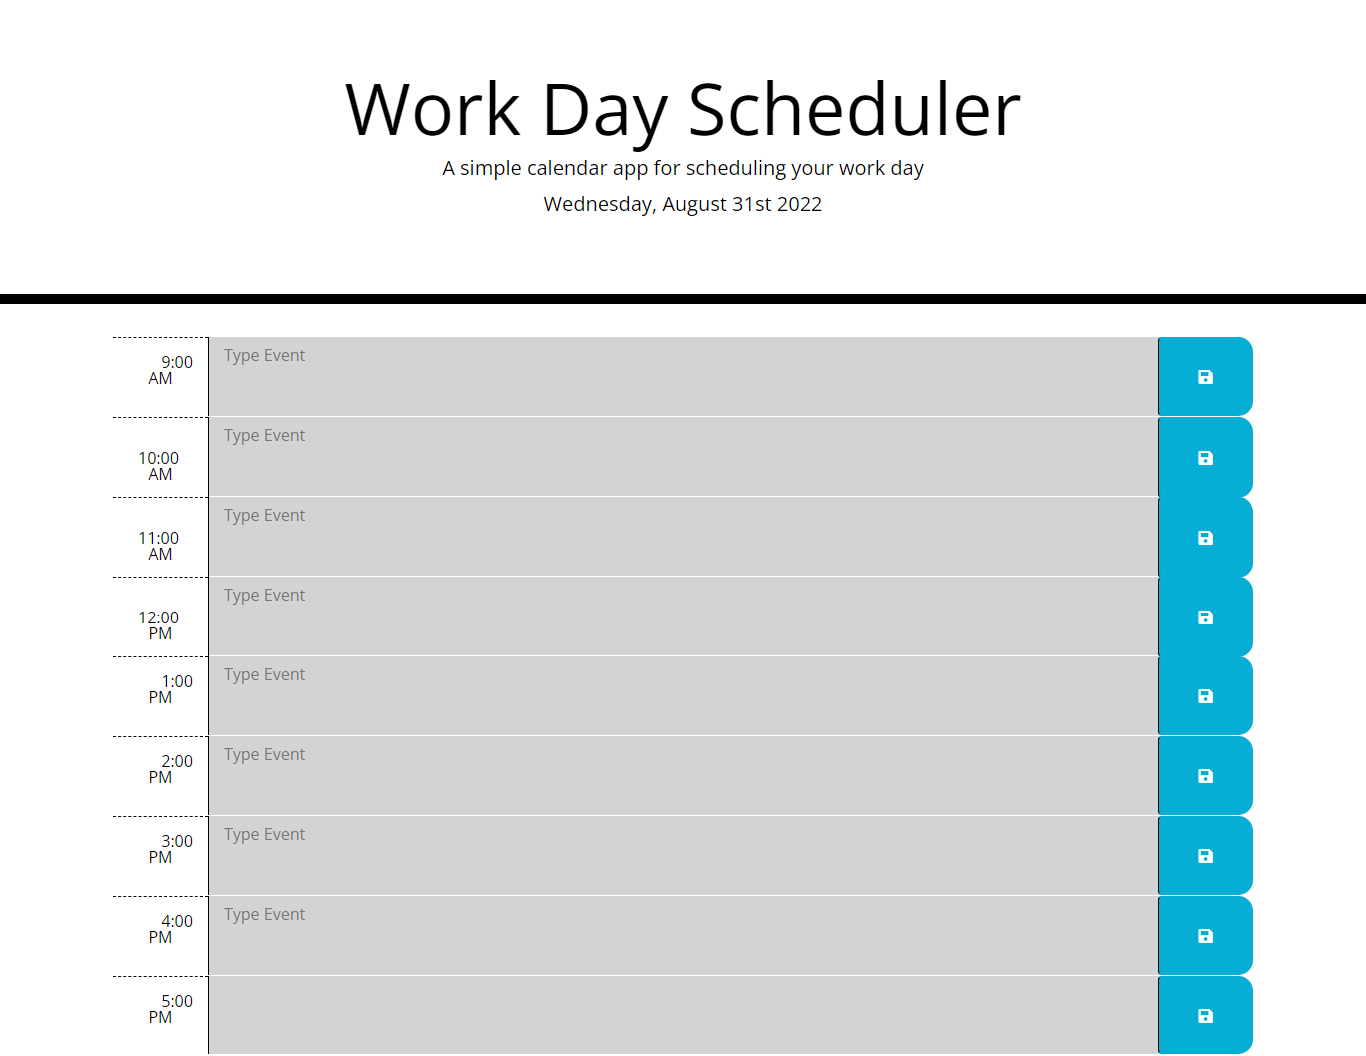 Work Day Scheduler
A simple calendar app for scheduling your work day
Wednesday, August 31st 2022
9:00
AM
Type Event
10:00
AM
Type Event
11:00
AM
Type Event
12:00
PM
Type Event
1:00
PM
Type Event
2:00
PM
Type Event
3:00
PM
Type Event
4:00
PM
Type Event
5:00
PM